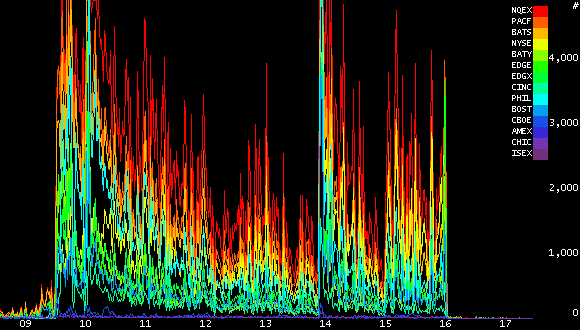 #
NQEX
PACF
BATS
NYSE
BATY
4,000
EDGE
EDGX
CINC
PHIL
BOST
3,000
CBOE
AMEX
CHIC
ISEX
2,000
1,000
0
09 10 11 12 13 14 15 16 17